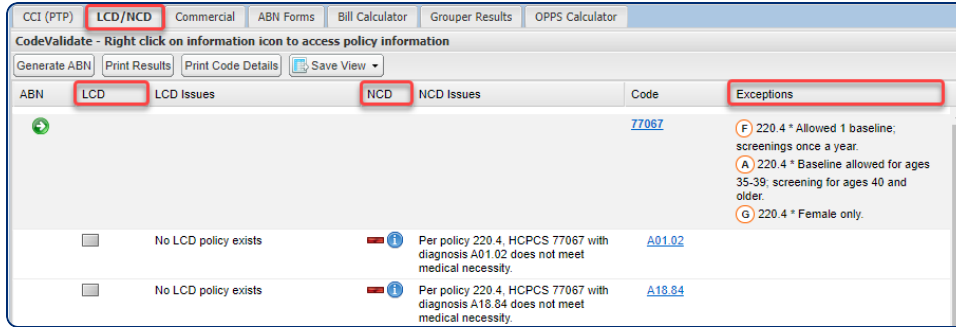 CCI (PTP) LCD/NCD Commercial ABN Forms Bill Calculator Grouper Results OPPS Calculator
CodeValidate - Right click on information icon to access policy information
Generate ABN Print Results Print Code Details Save View
ABN LCD LCD Issues NCD NCD Issues Code Exceptions
77067
F 220.4 * Allowed 1 baseline;
screenings once a year.
A 220.4 * Baseline allowed for ages
35-39; screening for ages 40 and
older.
G 220.4 * Female only.
No LCD policy exists i Per policy 220.4, HCPCS 77067 with A01.02
diagnosis A01.02 does not meet
medical necessity.
No LCD policy exists i Per policy 220.4, HCPCS 77067 with A18.84
diagnosis A18.84 does not meet
medical necessity.